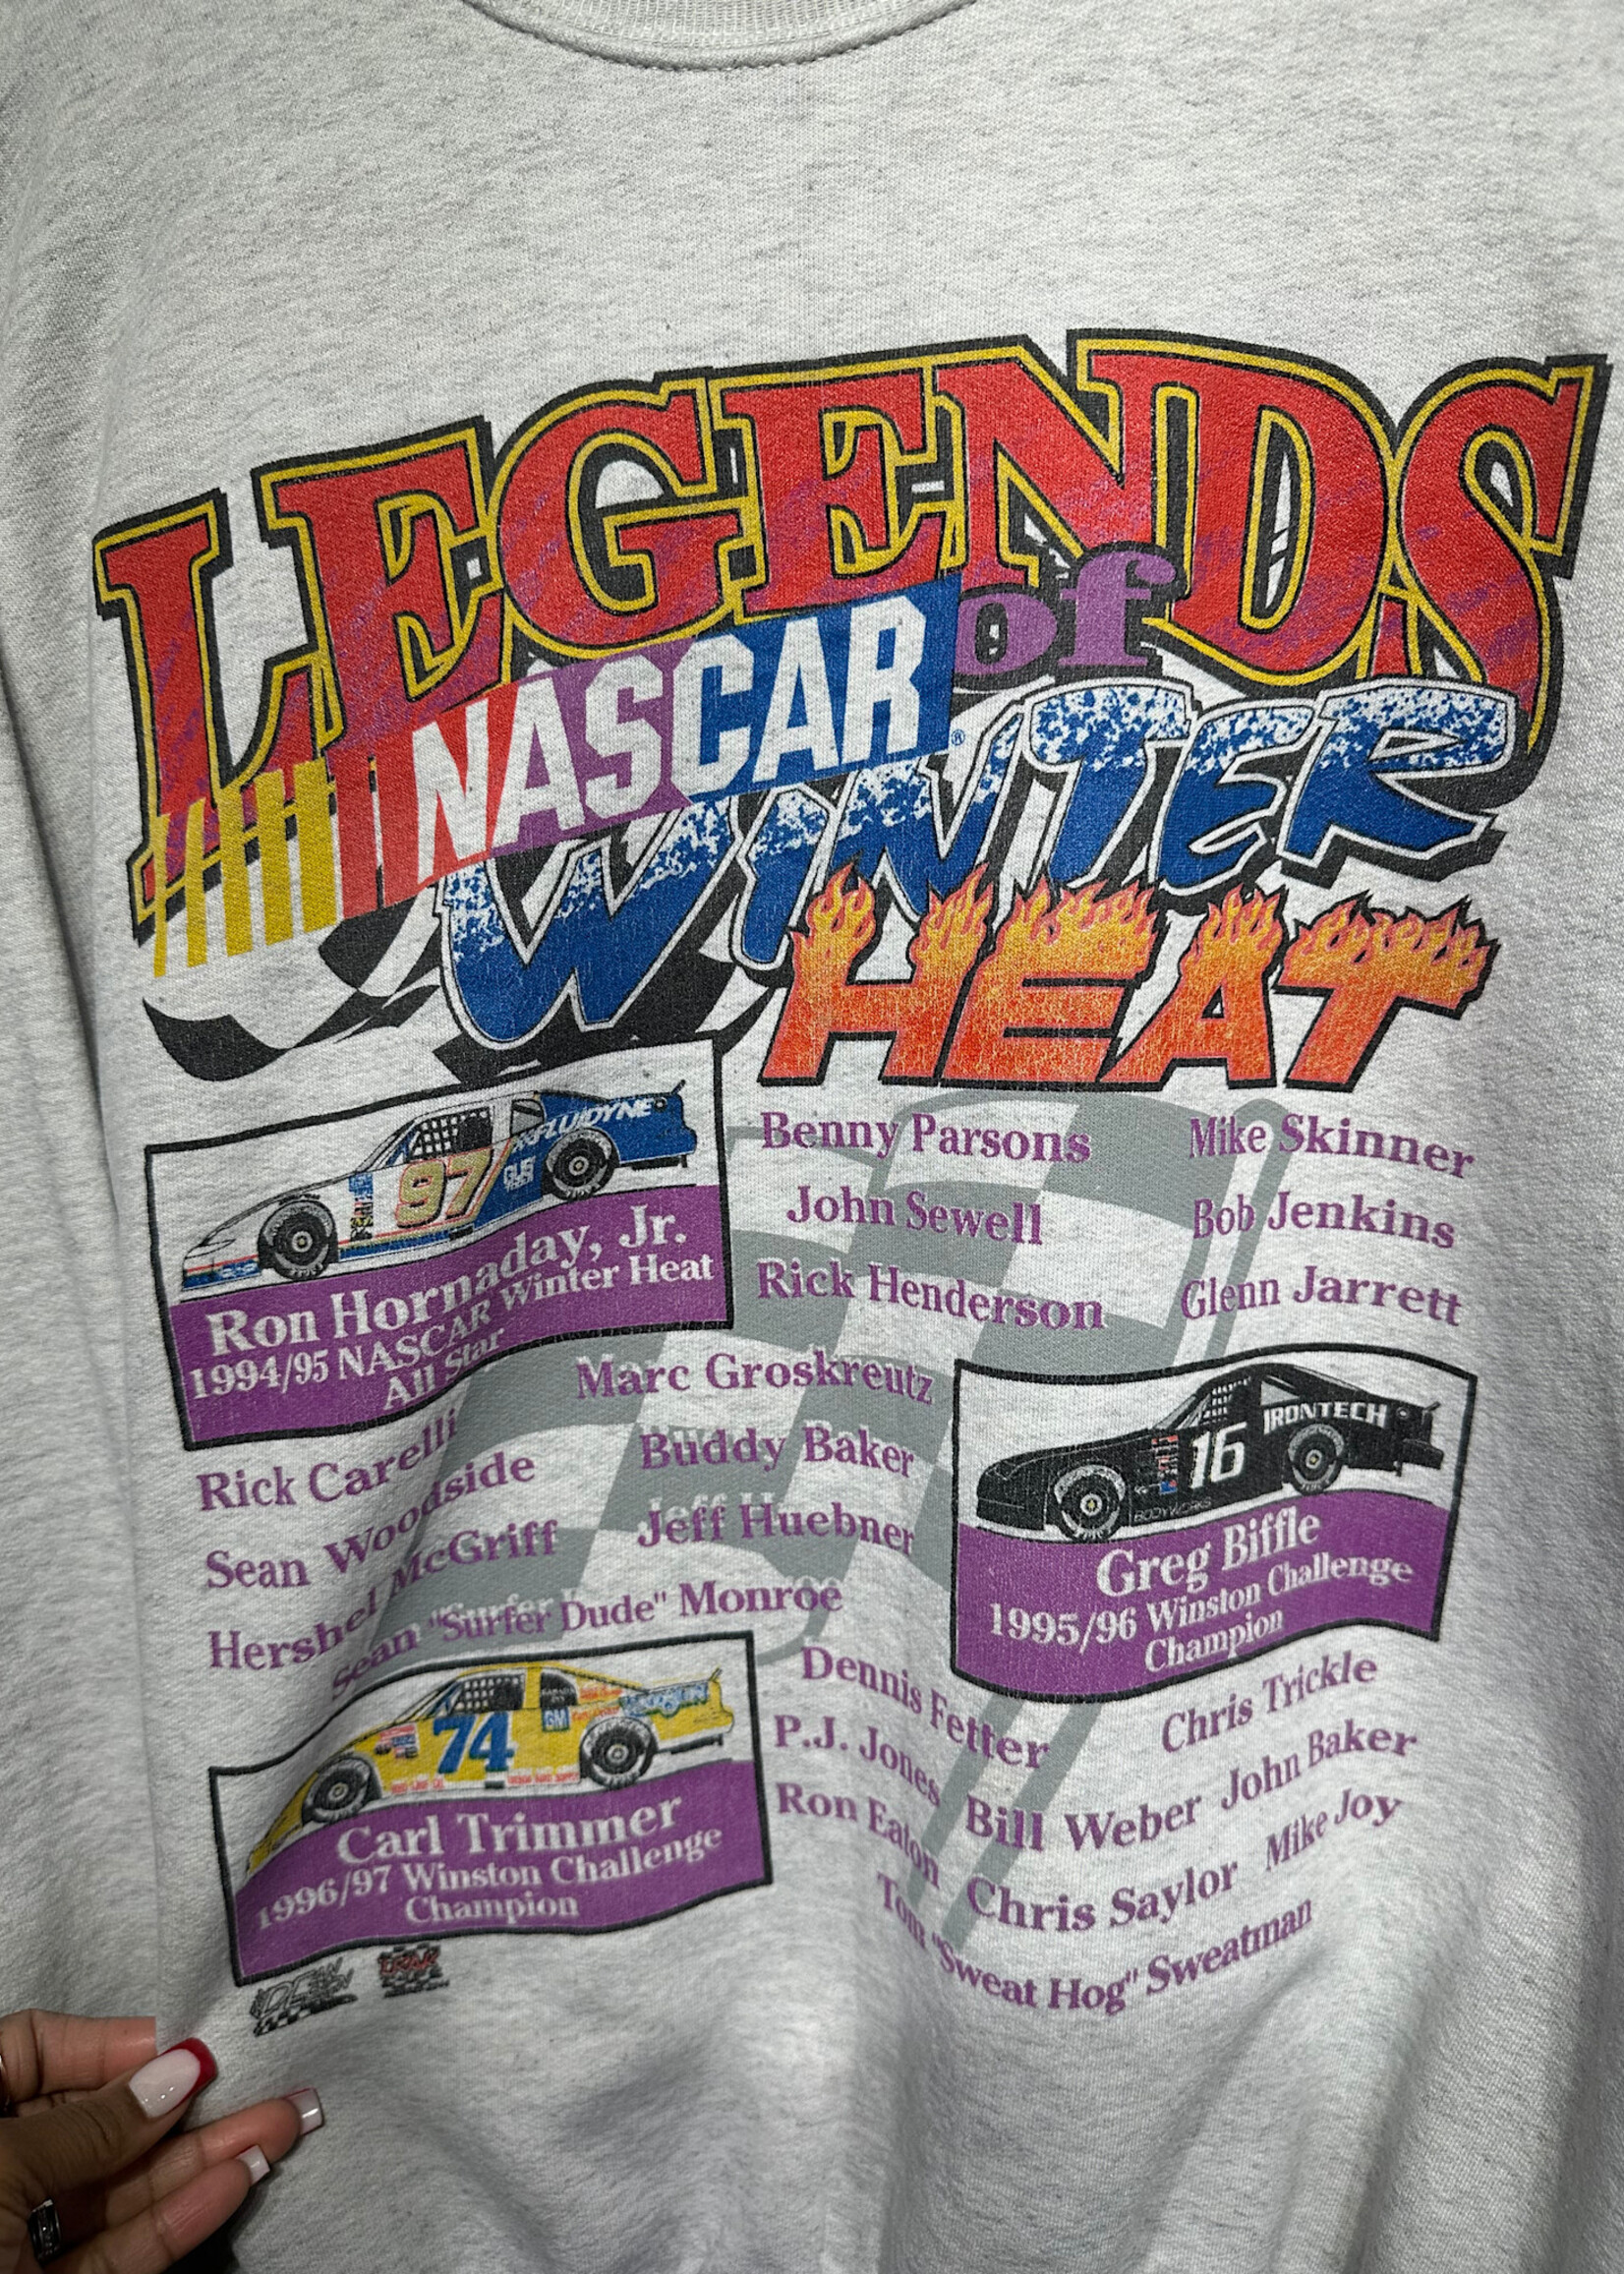 LEGENDS
of
NASCAR®
WINTER
HEAT
FLUIDYNE
97
Ron Hornaday, Jr.
1994/95 NASCAR Winter Heat
All Star
Benny Parsons
Mike Skinner
John Sewell
Bob Jenkins
Rick Henderson
Glenn Jarrett
Marc Groskreutz
Buddy Baker
Jeff Huebner
Rick Carelli
Sean Woodside
Hershel McGriff
Sean "Surfer Dude" Monroe
IRONTECH
16
BODYWORKS
Greg Biffle
1995/96 Winston Challenge
Champion
74
GM
Carl Trimmer
1996/97 Winston Challenge
Champion
Dennis Fetter
P.J. Jones
Ron Eaton
Chris Trickle
John Baker
Bill Weber
Mike Joy
Chris Saylor
Tom "Sweat Hog" Sweatman